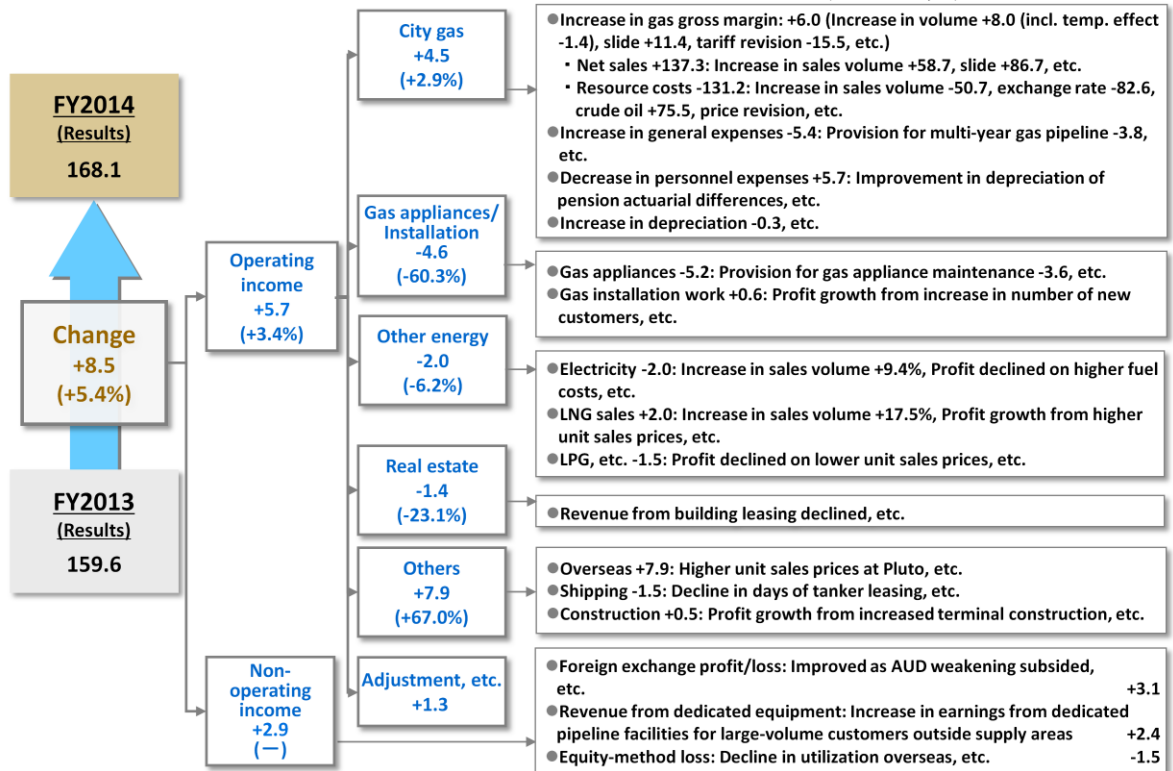 FY2014
(Results)
168.1
Change
+8.5
(+5.4%)
FY2013
(Results)
159.6
Operating
income
+5.7
(+3.4%)
Non-
operating
income
+2.9
(—)
City gas
+4.5
(+2.9%)
Gas appliances/
Installation
-4.6
(-60.3%)
Other energy
-2.0
(-6.2%)
Real estate
-1.4
(-23.1%)
Others
+7.9
(+67.0%)
Adjustment, etc.
+1.3
●Increase in gas gross margin: +6.0 (Increase in volume +8.0 (incl. temp. effect
-1.4), slide +11.4, tariff revision -15.5, etc.)
・ Net sales +137.3: Increase in sales volume +58.7, slide +86.7, etc.
・ Resource costs -131.2: Increase in sales volume -50.7, exchange rate -82.6,
crude oil +75.5, price revision, etc.
●Increase in general expenses -5.4: Provision for multi-year gas pipeline -3.8,
etc.
●Decrease in personnel expenses +5.7: Improvement in depreciation of
pension actuarial differences, etc.
●Increase in depreciation -0.3, etc.
●Gas appliances -5.2: Provision for gas appliance maintenance -3.6, etc.
●Gas installation work +0.6: Profit growth from increase in number of new
customers, etc.
●Electricity -2.0: Increase in sales volume +9.4%, Profit declined on higher fuel
costs, etc.
●LNG sales +2.0: Increase in sales volume +17.5%, Profit growth from higher
unit sales prices, etc.
●LPG, etc. -1.5: Profit declined on lower unit sales prices, etc.
●Revenue from building leasing declined, etc.
●Overseas +7.9: Higher unit sales prices at Pluto, etc.
●Shipping -1.5: Decline in days of tanker leasing, etc.
●Construction +0.5: Profit growth from increased terminal construction, etc.
●Foreign exchange profit/loss: Improved as AUD weakening subsided,
etc. +3.1
●Revenue from dedicated equipment: Increase in earnings from dedicated
pipeline facilities for large-volume customers outside supply areas +2.4
●Equity-method loss: Decline in utilization overseas, etc. -1.5